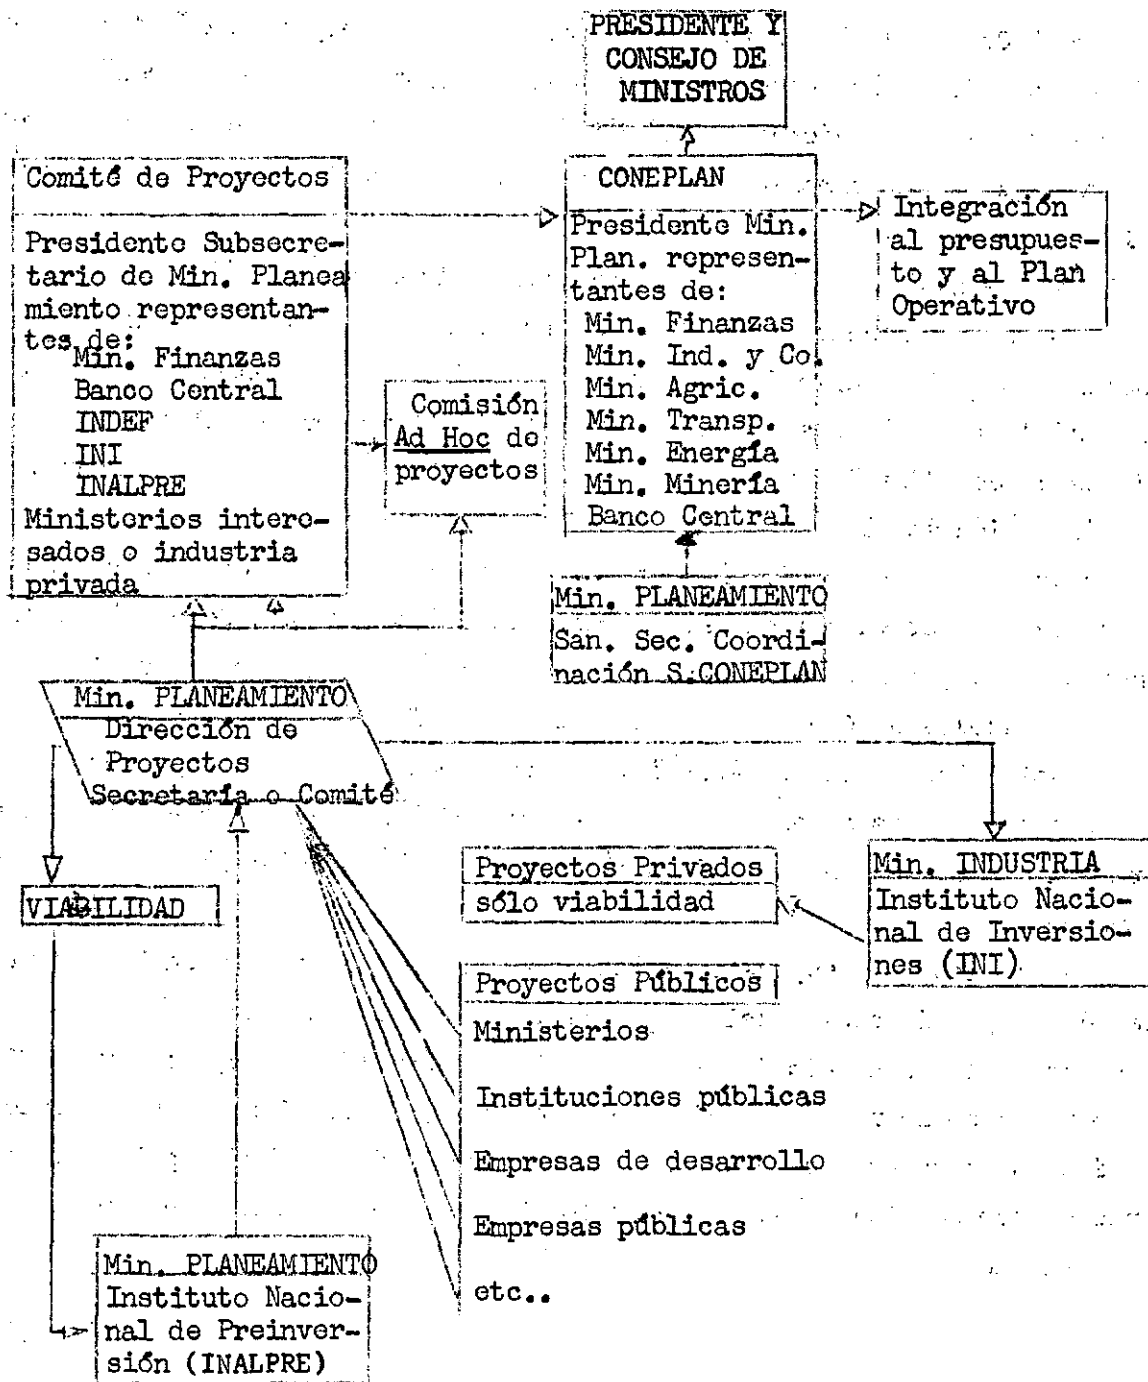 PRESIDENTE Y
CONSEJO DE
MINISTROS
Comité de Proyectos
Presidente Subsecre-
tario de Min. Planea
miento representan-
tes de:
Min. Finanzas
Banco Central
INDEF
INI
INALPRE
Ministerios intere-
sados o industria
privada
CONEPLAN
Presidente Min.
Plan. represen-
tantes de:
Min. Finanzas
Min. Ind. y Co.
Min. Agric.
Min. Transp.
Min. Energía
Min. Minería
Banco Central
Integración
al presupues-
to y al Plan
Operativo
Comisión
Ad Hoc de
proyectos
Min. PLANEAMIENTO
San. Sec. Coordi-
nación S.CONEPLAN
Min. PLANEAMIENTO
Dirección de
Proyectos
Secretaría o Comité
VIABILIDAD
Proyectos Privados
sólo viabilidad
Min. INDUSTRIA
Instituto Nacio-
nal de Inversio-
nes (INI)
Proyectos Públicos
Ministerios
Instituciones públicas
Empresas de desarrollo
Empresas públicas
etc..
Min. PLANEAMIENTO
Instituto Nacio-
nal de Preinver-
sión (INALPRE)